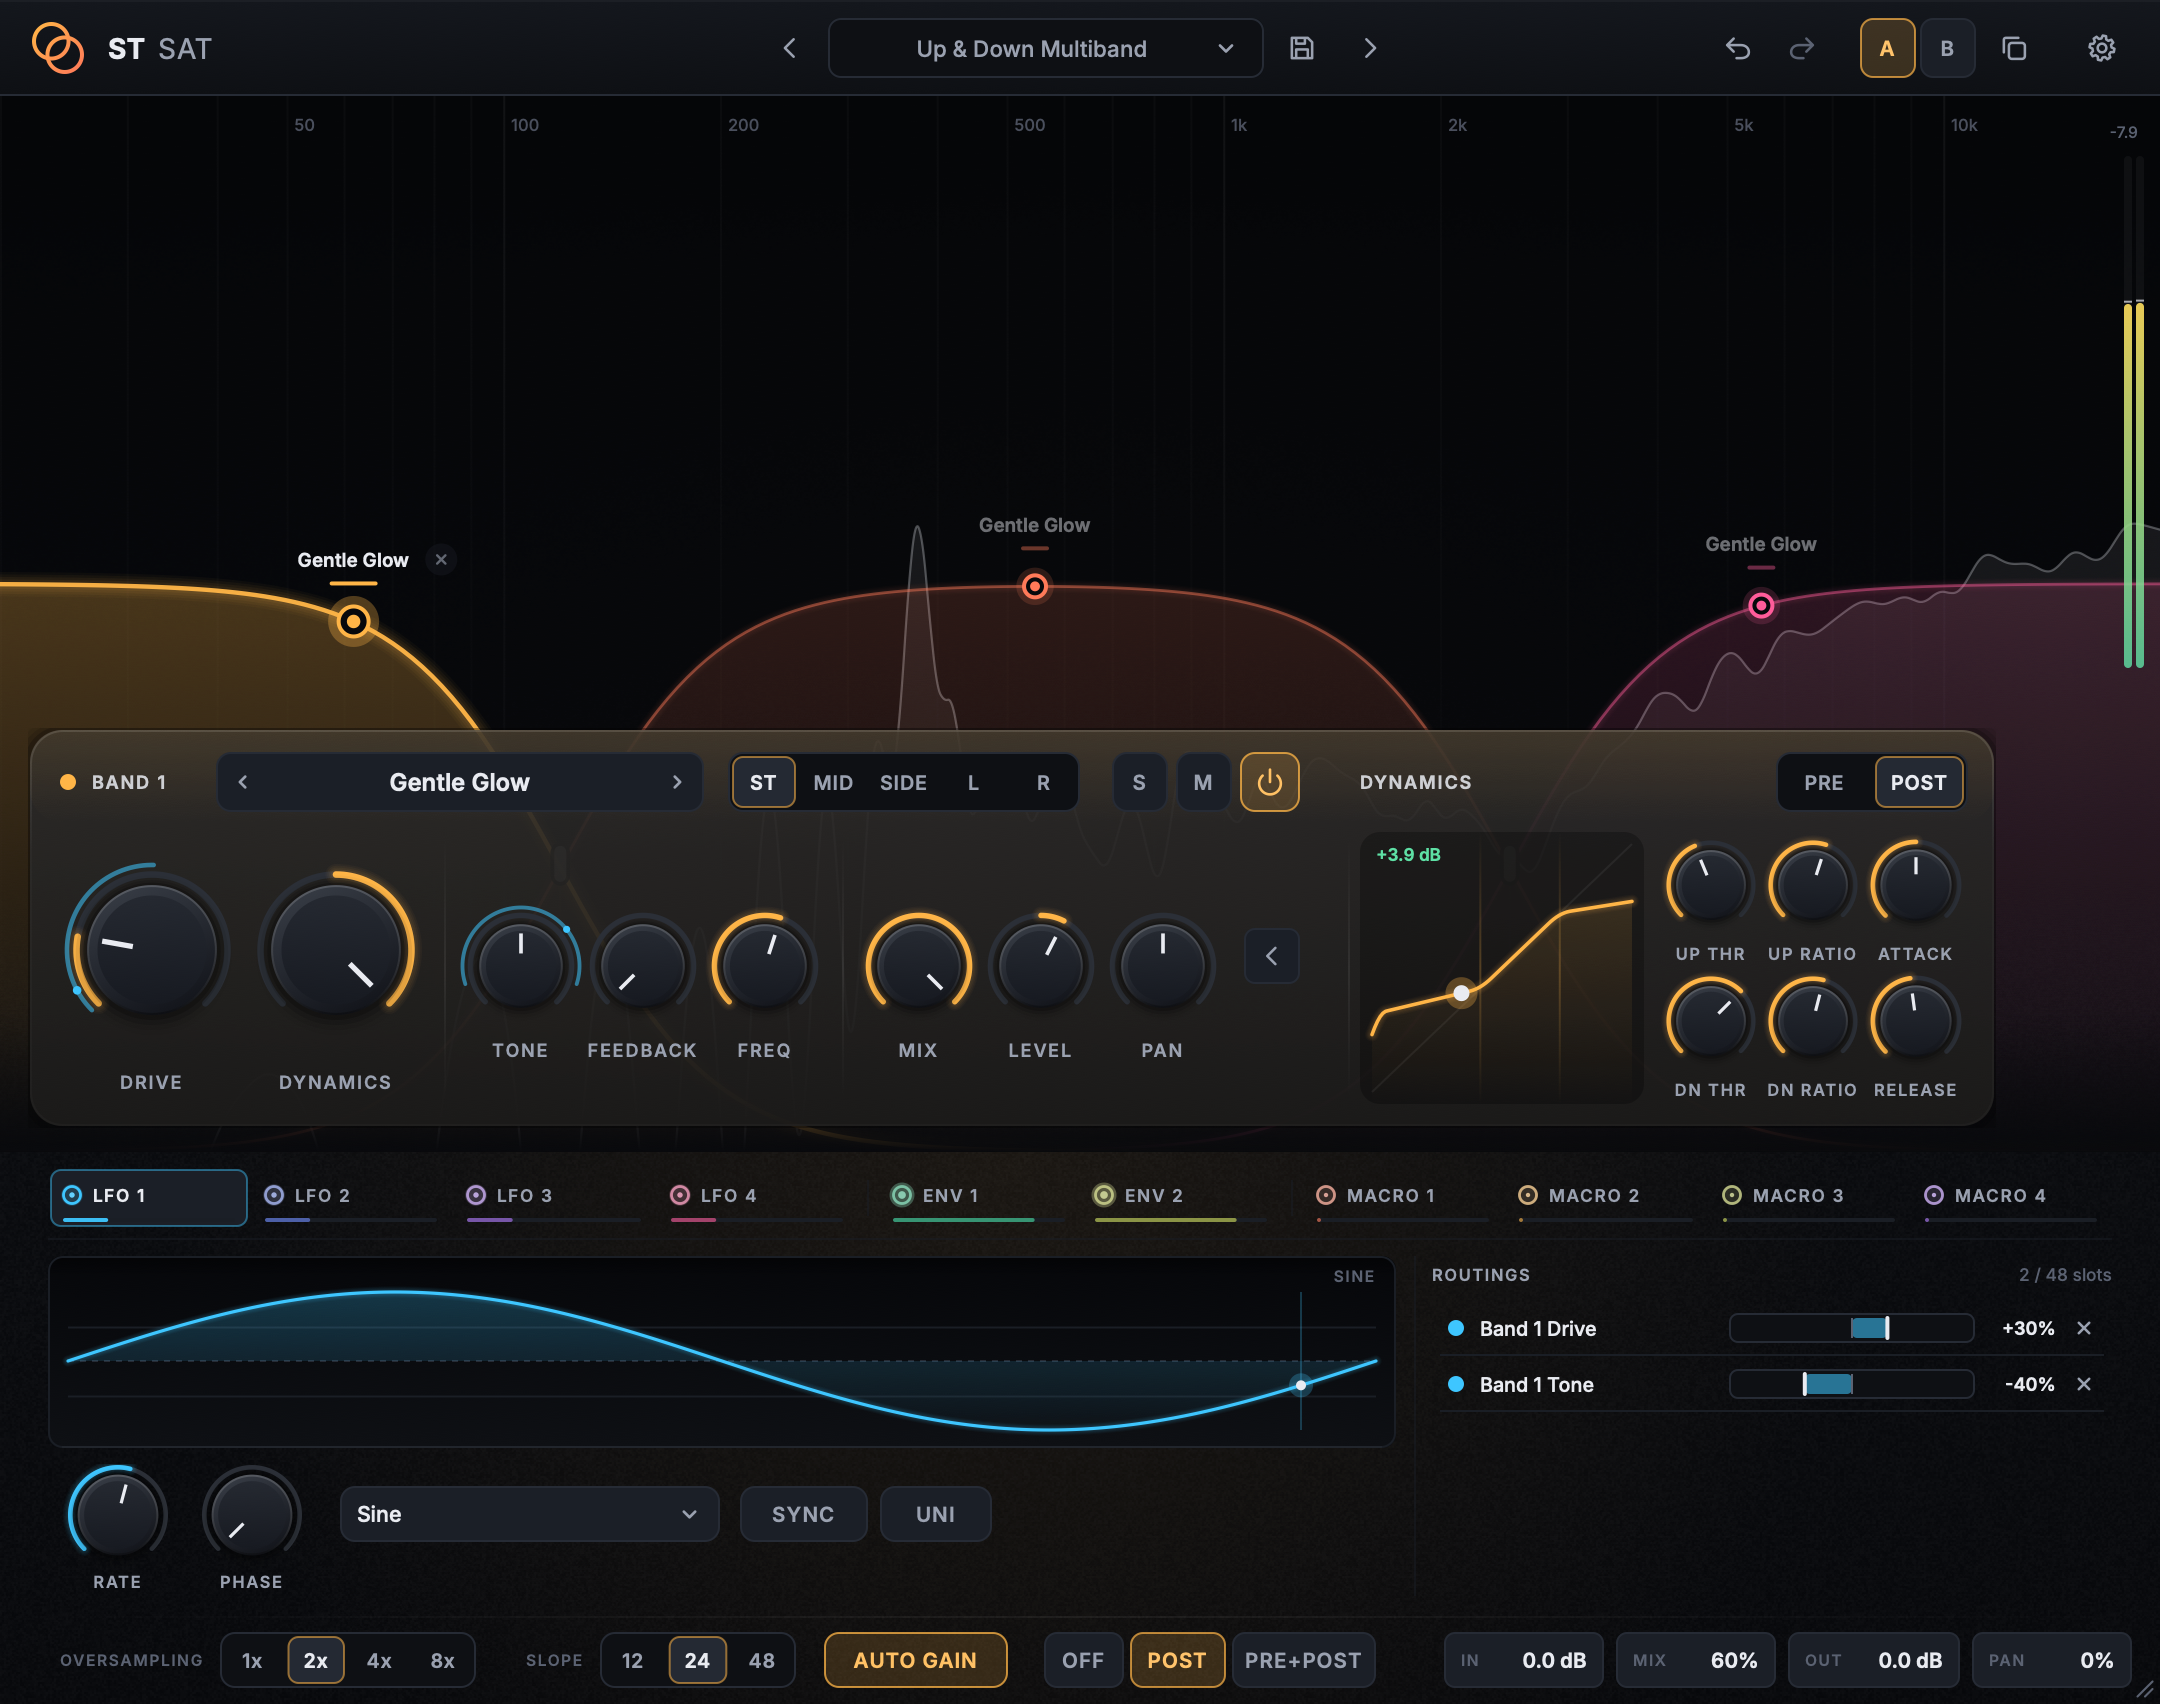 ST SAT
Up & Down Multiband
A
B
50
100
200
500
1k
2k
5k
10k
-7.9
Gentle Glow
Gentle Glow
Gentle Glow
BAND 1
Gentle Glow
ST
MID
SIDE
L
R
S
M
DYNAMICS
PRE
POST
+3.9 dB
DRIVE
DYNAMICS
TONE
FEEDBACK
FREQ
MIX
LEVEL
PAN
UP THR
UP RATIO
ATTACK
DN THR
DN RATIO
RELEASE
LFO 1
LFO 2
LFO 3
LFO 4
ENV 1
ENV 2
MACRO 1
MACRO 2
MACRO 3
MACRO 4
SINE
ROUTINGS
2 / 48 slots
Band 1 Drive
+30%
Band 1 Tone
-40%
RATE
PHASE
Sine
SYNC
UNI
OVERSAMPLING
1x
2x
4x
8x
SLOPE
12
24
48
AUTO GAIN
OFF
POST
PRE+POST
IN
0.0 dB
MIX
60%
OUT
0.0 dB
PAN
0%